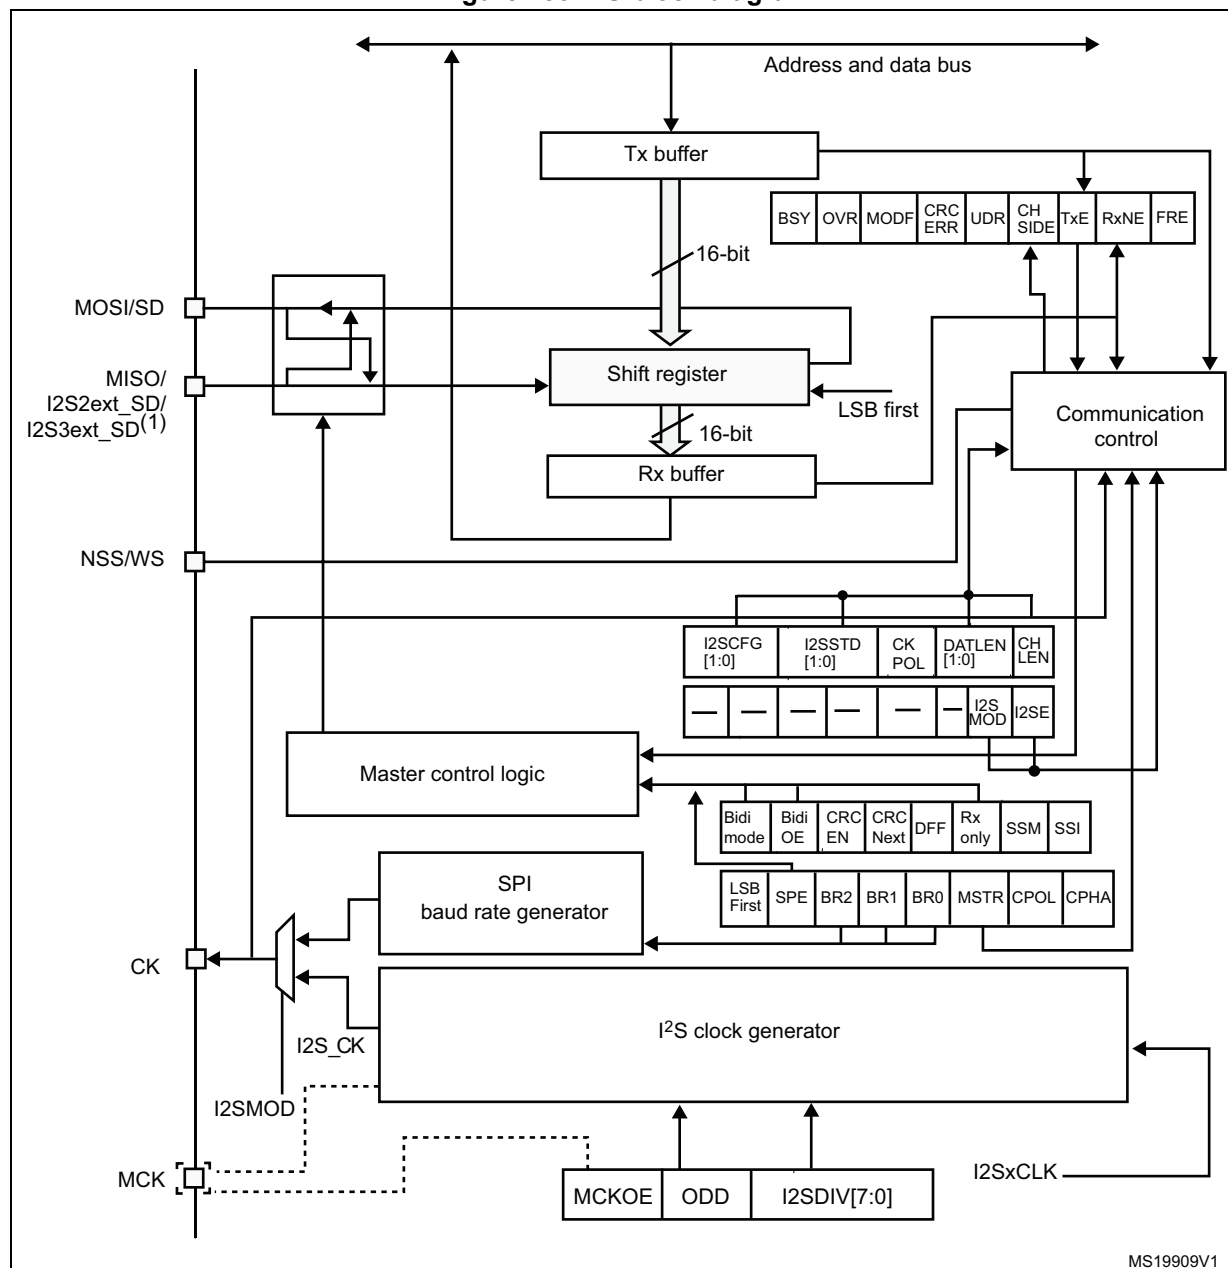 Address and data bus
Tx buffer
BSY OVR MODF CRC ERR UDR CH SIDE TxE RxNE FRE
16-bit
MOSI/SD
MISO/
I2S2ext_SD/
I2S3ext_SD(1)
Shift register
LSB first
Communication
control
16-bit
Rx buffer
NSS/WS
I2SCFG [1:0] I2SSTD [1:0] CK POL DATLEN [1:0] CH LEN
— — — — — — I2S MOD I2SE
Master control logic
Bidi mode Bidi OE CRC EN CRC Next DFF Rx only SSM SSI
LSB First SPE BR2 BR1 BR0 MSTR CPOL CPHA
SPI
baud rate generator
CK
I2S clock generator
I2S_CK
I2SMOD
MCK
MCKOE ODD I2SDIV[7:0]
I2SxCLK
MS19909V1